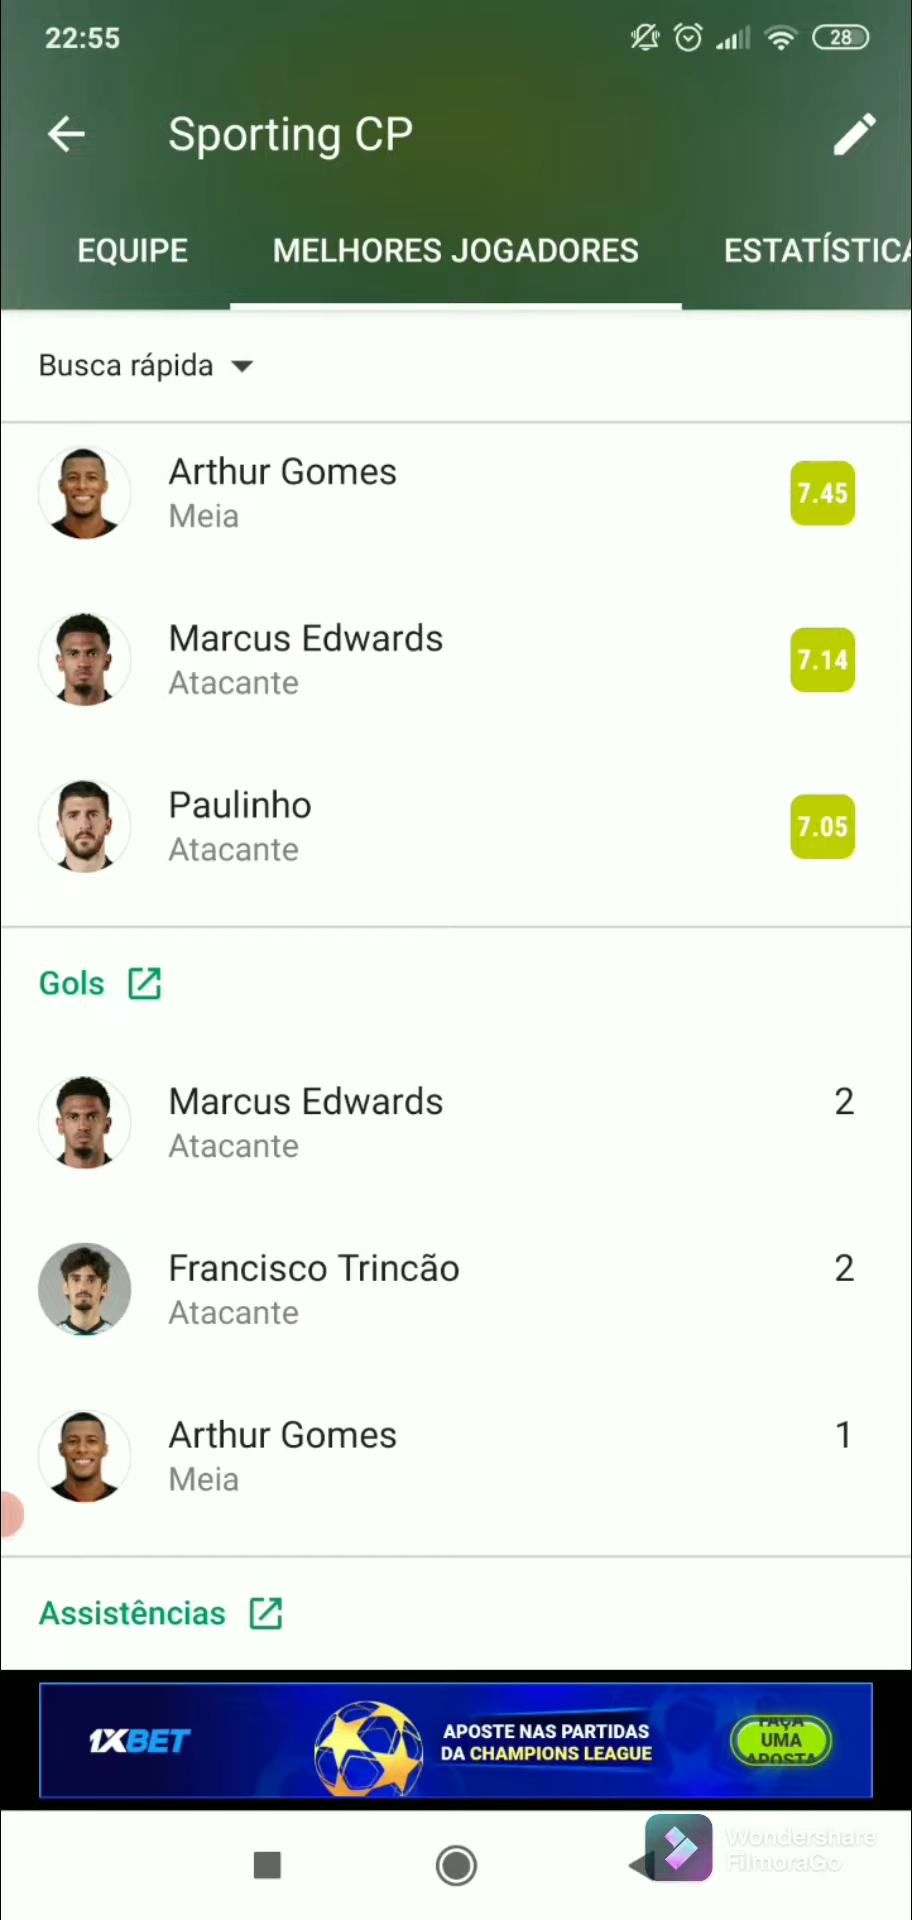 22:55
28
Sporting CP
EQUIPE
MELHORES JOGADORES
ESTATÍSTICA
Busca rápida
Arthur Gomes
Meia
7.45
Marcus Edwards
Atacante
7.14
Paulinho
Atacante
7.05
Gols
Marcus Edwards
Atacante
2
Francisco Trincão
Atacante
2
Arthur Gomes
Meia
1
Assistências
1XBET
APOSTE NAS PARTIDAS
DA CHAMPIONS LEAGUE
FAÇA
UMA
APOSTA
Wondershare
FilmoraGo